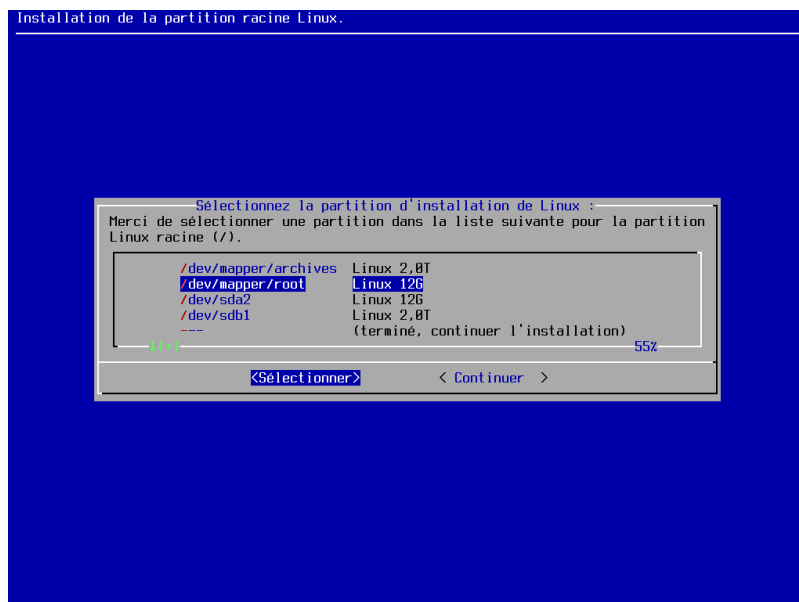 Installation de la partition racine Linux.
Sélectionnez la partition d'installation de Linux :
Merci de sélectionner une partition dans la liste suivante pour la partition
Linux racine (/).
/dev/mapper/archives Linux 2,0T
/dev/mapper/root Linux 12G
/dev/sda2 Linux 12G
/dev/sdb1 Linux 2,0T
--- (terminé, continuer l'installation)
55%
<Sélectionner> < Continuer >